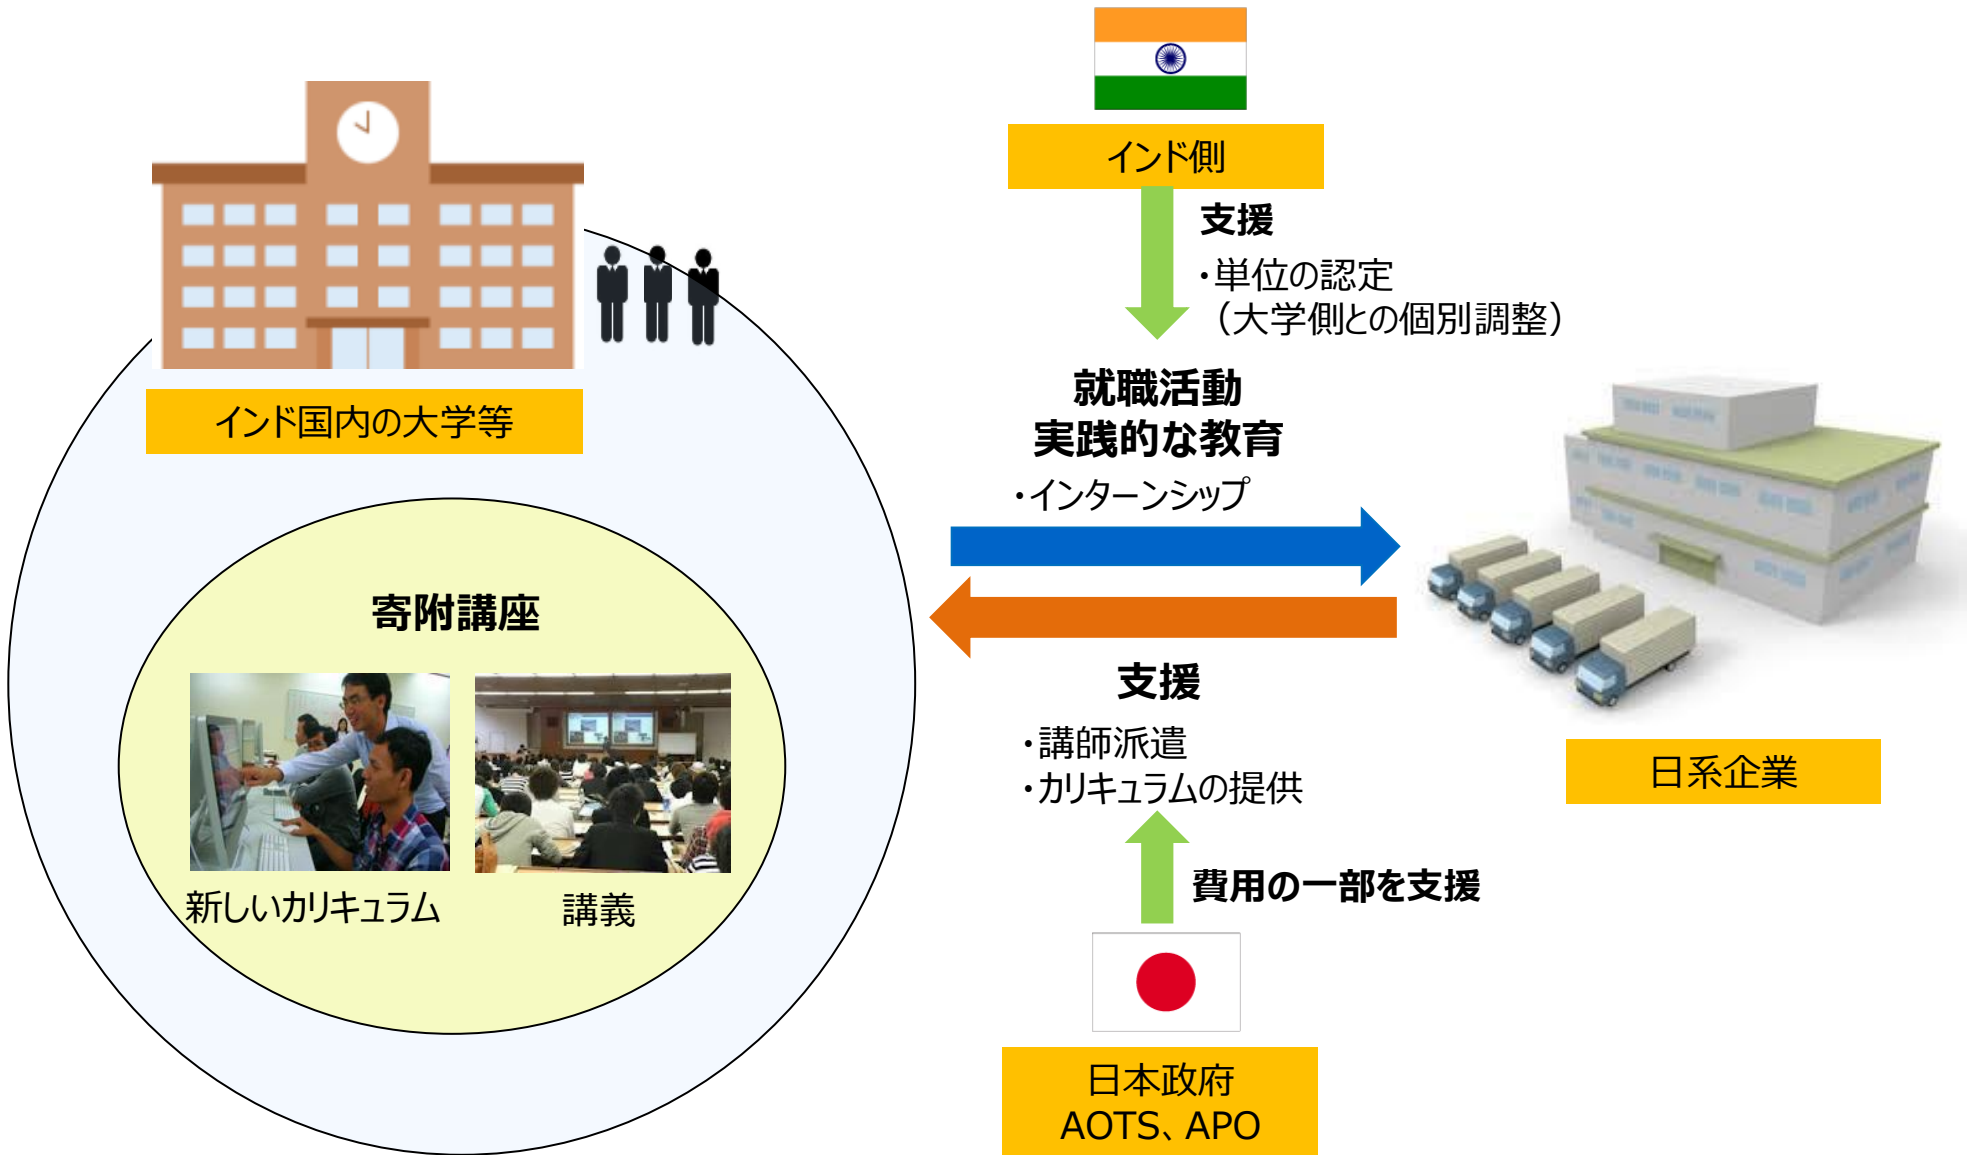 インド側
支援
・単位の認定
（大学側との個別調整）
インド国内の大学等
就職活動
実践的な教育
・インターンシップ
寄附講座
支援
・講師派遣
・カリキュラムの提供
日系企業
新しいカリキュラム
講義
費用の一部を支援
日本政府
AOTS、APO